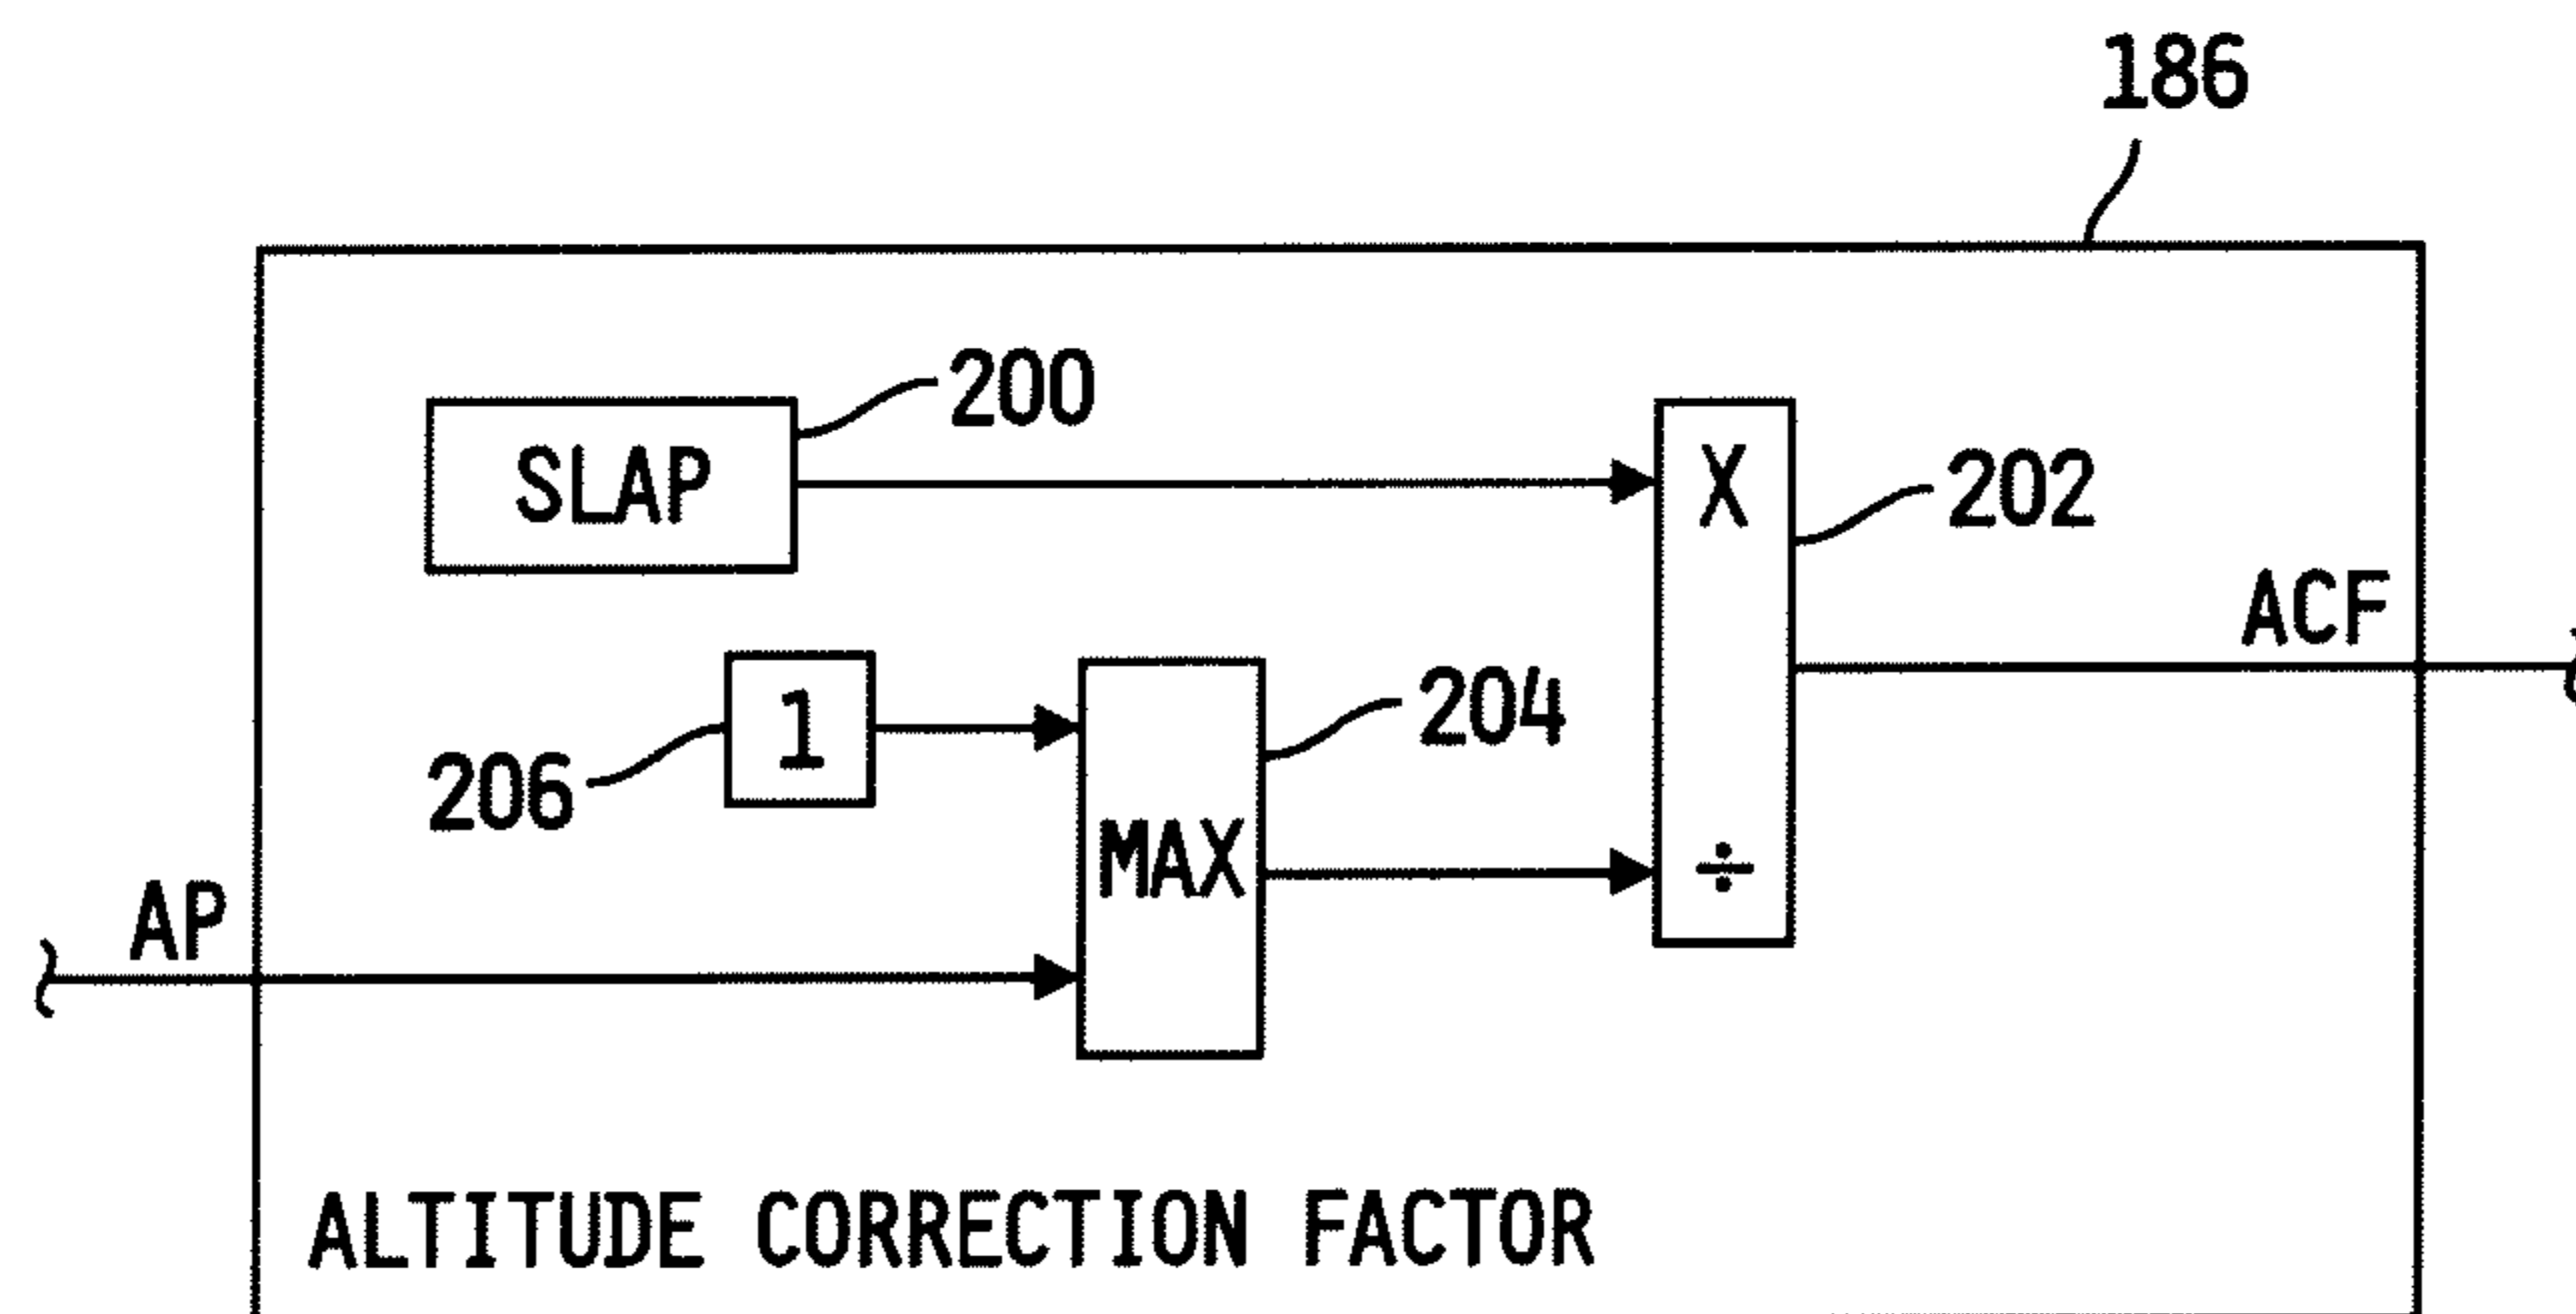 186
200
SLAP
X
202
ACF
1
204
206
MAX
÷
AP
ALTITUDE CORRECTION FACTOR